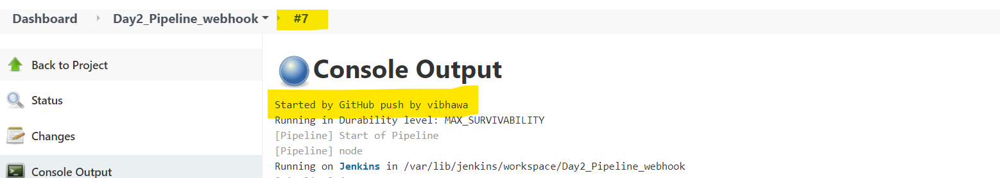 Dashboard Day2_Pipeline_webhook #7
Back to Project
Status
Changes
Console Output
Console Output
Started by GitHub push by vibhawa
Running in Durability level: MAX_SURVIVABILITY
[Pipeline] Start of Pipeline
[Pipeline] node
Running on Jenkins in /var/lib/jenkins/workspace/Day2_Pipeline_webhook